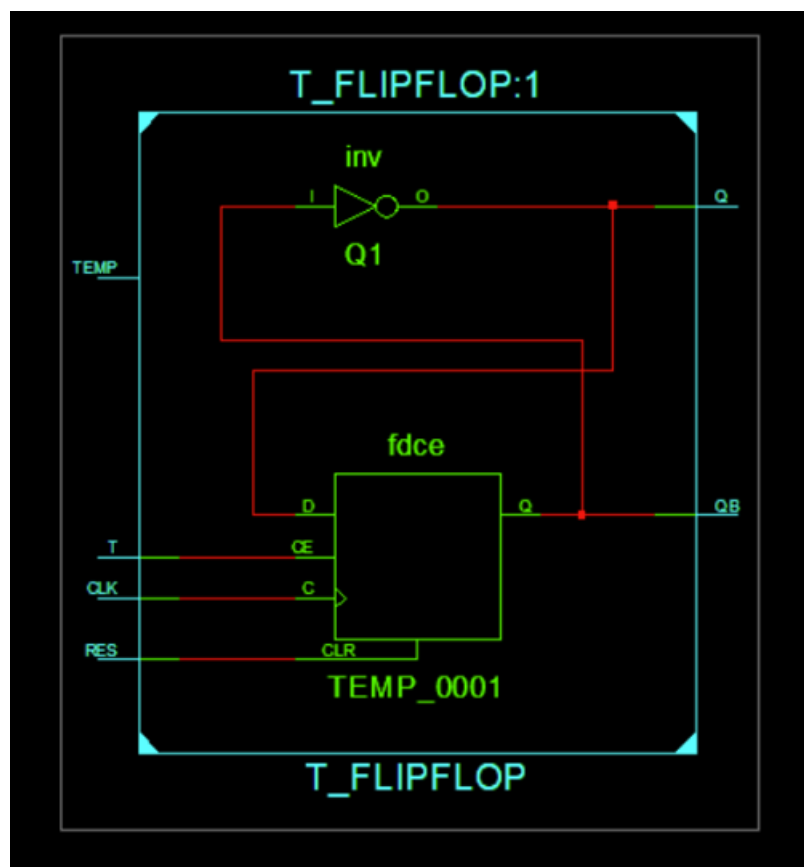 T_FLIPFLOP:1
inv
I
O
Q
Q1
TEMP
fdce
D
Q
QB
T
CE
CLK
C
RES
CLR
TEMP_0001
T_FLIPFLOP